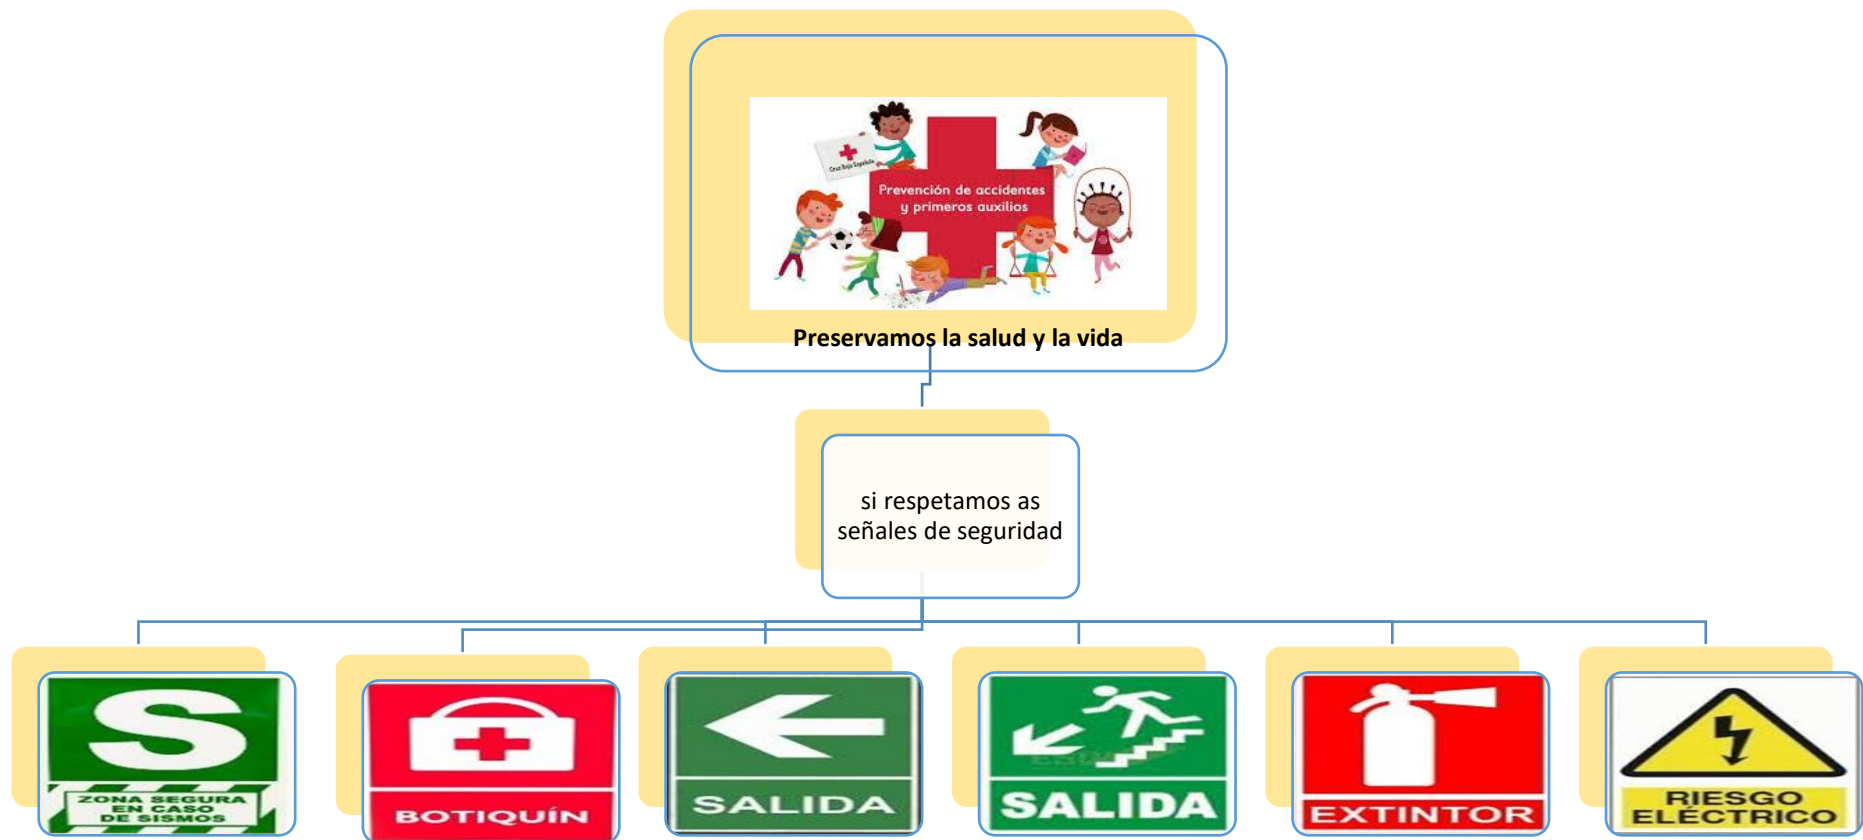 Cruz Roja Española
Prevención de accidentes
y primeros auxilios
Preservamos la salud y la vida
si respetamos as
señales de seguridad
S
ZONA SEGURA
EN CASO
DE SISMOS
BOTIQUÍN
SALIDA
SALIDA
EXTINTOR
RIESGO
ELÉCTRICO